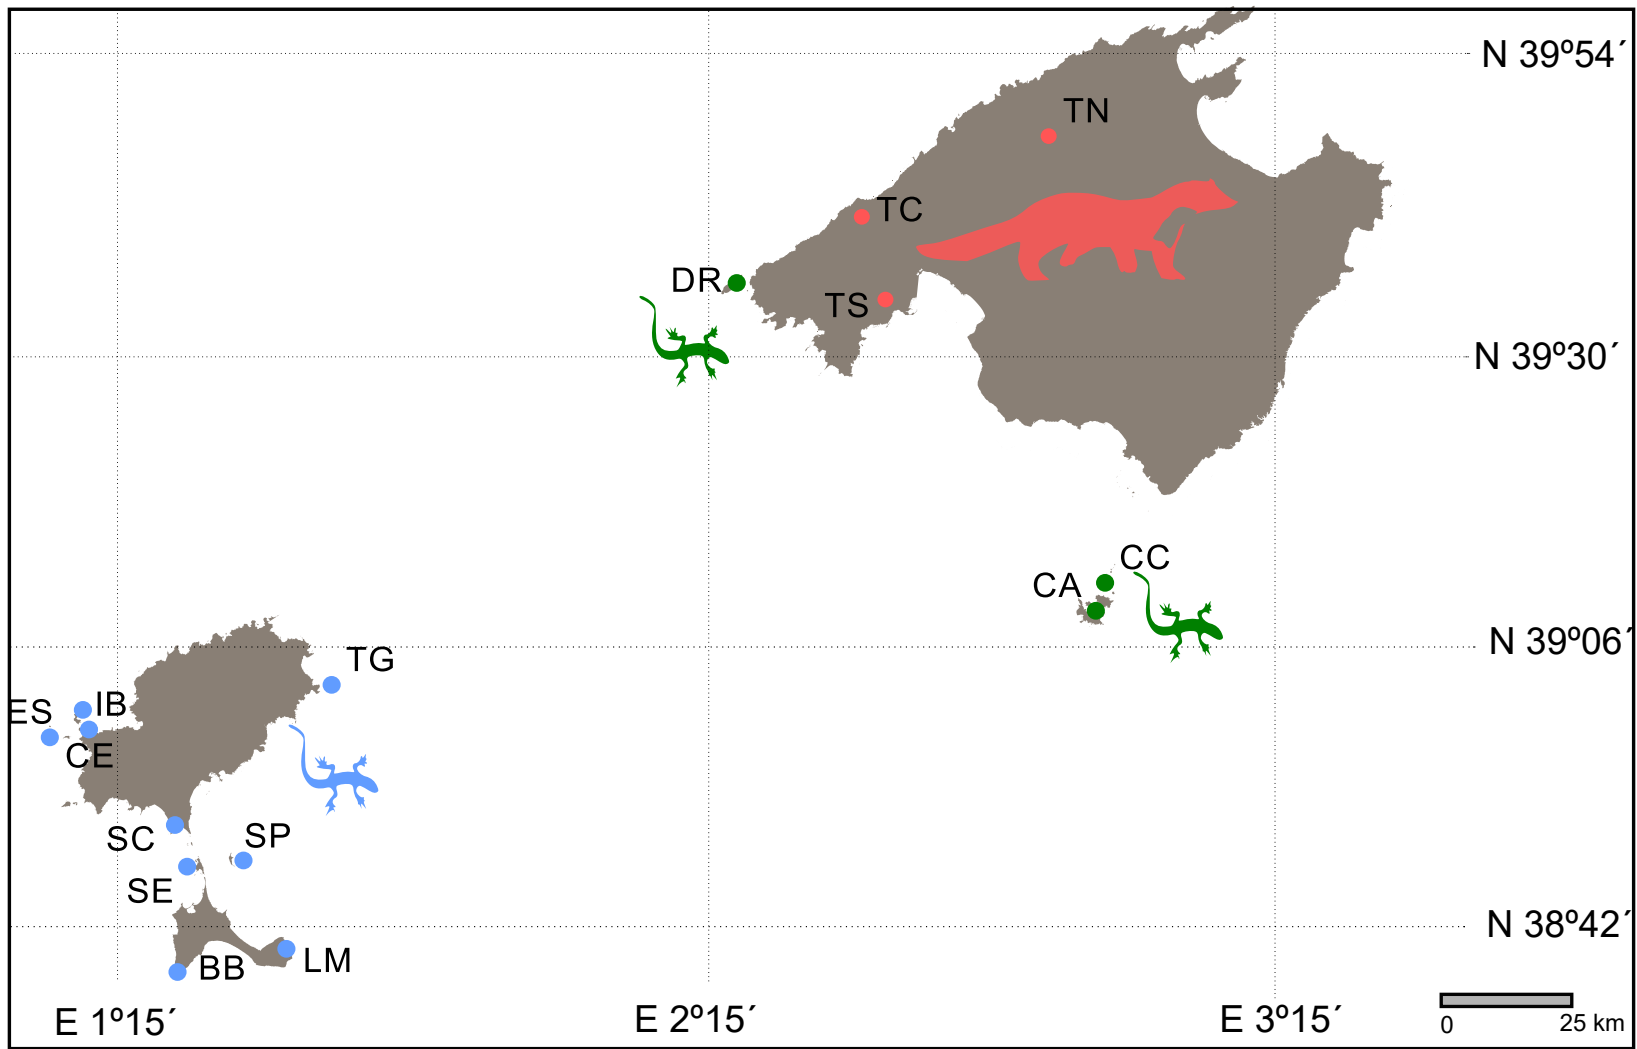 N 39º54´
TN
TC
DR
TS
N 39º30´
CC
CA
N 39º06´
TG
IB
ES
CE
SC
SP
SE
N 38º42´
BB
LM
E 1º15´
E 2º15´
E 3º15´
0
25 km